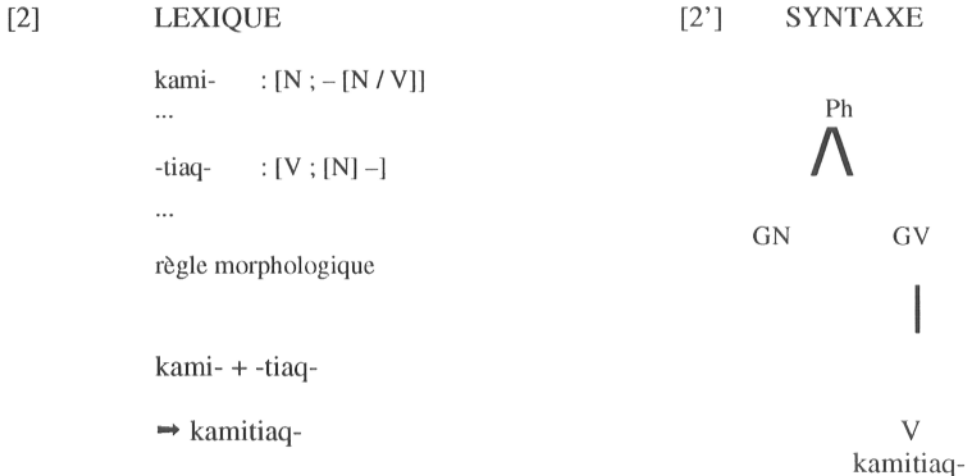 [2] LEXIQUE
kami- : [N ; – [N / V]]
...
-tiaq- : [V ; [N] –]
...
règle morphologique
kami- + -tiaq-
➡ kamitiaq-
[2'] SYNTAXE
Ph
GN GV
V
kamitiaq-